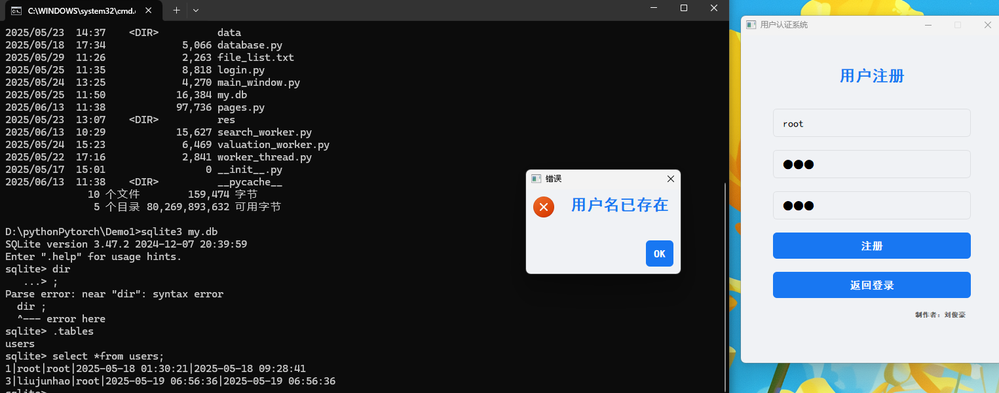 C:\WINDOWS\system32\cmd.
2025/05/23  14:37    <DIR>          data
2025/05/18  17:34             5,066 database.py
2025/05/29  11:26             2,263 file_list.txt
2025/05/25  11:35             8,818 login.py
2025/05/24  13:25             4,270 main_window.py
2025/05/25  11:50            16,384 my.db
2025/06/13  11:38            97,736 pages.py
2025/05/23  13:07    <DIR>          res
2025/06/13  10:29            15,627 search_worker.py
2025/05/24  15:23             6,469 valuation_worker.py
2025/05/22  17:16             2,841 worker_thread.py
2025/05/17  15:01                 0 __init__.py
2025/06/13  11:38    <DIR>          __pycache__
10 个文件        159,474 字节
5 个目录 80,269,893,632 可用字节
D:\pythonPytorch\Demo1>sqlite3 my.db
SQLite version 3.47.2 2024-12-07 20:39:59
Enter ".help" for usage hints.
sqlite> dir
...> ;
Parse error: near "dir": syntax error
dir ;
^--- error here
sqlite> .tables
users
sqlite> select *from users;
1|root|root|2025-05-18 01:30:21|2025-05-18 09:28:41
3|liujunhao|root|2025-05-19 06:56:36|2025-05-19 06:56:36
sqlite>
错误
用户名已存在
OK
用户认证系统
用户注册
root
注册
返回登录
制作者：刘俊豪